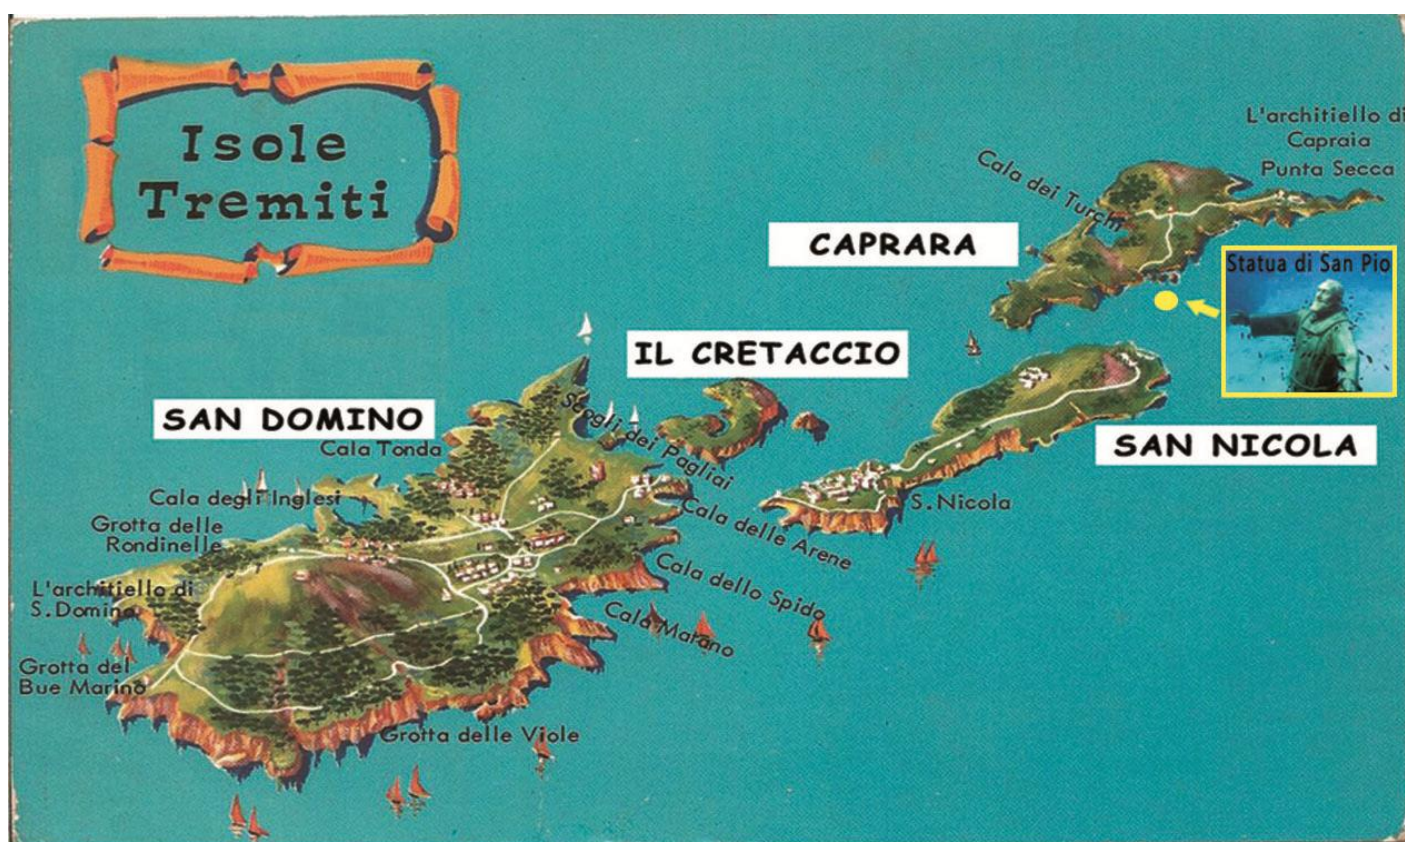 Isole
Tremiti
L'architiello di
Capraia
Punta Secca
Cala dei Turchi
CAPRARA
Statua di San Pio
IL CRETACCIO
SAN DOMINO
Scogli dei Pagliai
SAN NICOLA
Cala Tonda
Cala degli Inglesi
S.Nicola
Grotta delle
Rondinelle
Cala delle Arene
L'architiello di
S.Domino
Cala dello Spido
Cala Matano
Grotta del
Bue Marino
Grotta delle Viole